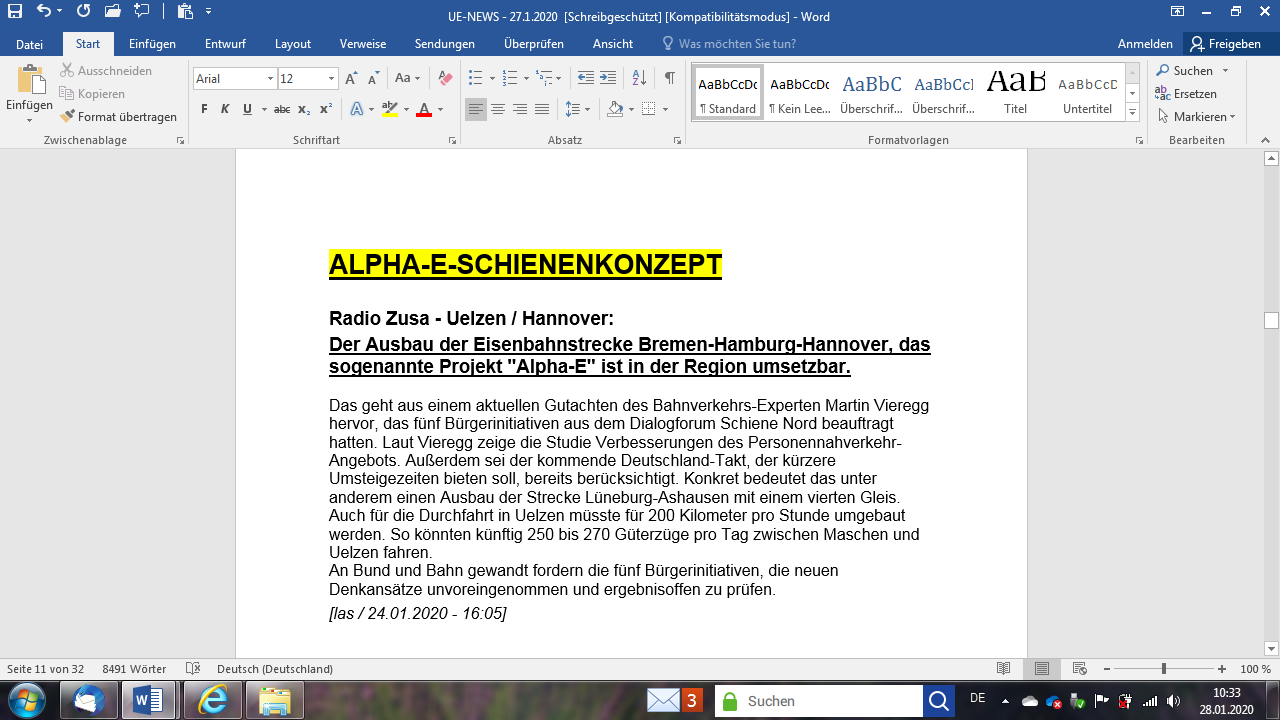 UE-NEWS - 27.1.2020 [Schreibgeschützt] [Kompatibilitätsmodus] - Word
Datei Start Einfügen Entwurf Layout Verweise Sendungen Überprüfen Ansicht Was möchten Sie tun? Anmelden Freigeben
Einfügen
Ausschneiden
Kopieren
Format übertragen
Zwischenablage
Arial 12
F K U abc x₂ x²
Schriftart
Absatz
AaBbCcDc AaBbCcDc AaBbC AaBbCcI AaB AaBbCcD
¶ Standard ¶ Kein Lee... Überschrif... Überschrif... Titel Untertitel
Formatvorlagen
Suchen
Ersetzen
Markieren
Bearbeiten
ALPHA-E-SCHIENENKONZEPT
Radio Zusa - Uelzen / Hannover:
Der Ausbau der Eisenbahnstrecke Bremen-Hamburg-Hannover, das
sogenannte Projekt "Alpha-E" ist in der Region umsetzbar.
Das geht aus einem aktuellen Gutachten des Bahnverkehrs-Experten Martin Vieregg
hervor, das fünf Bürgerinitiativen aus dem Dialogforum Schiene Nord beauftragt
hatten. Laut Vieregg zeige die Studie Verbesserungen des Personennahverkehr-
Angebots. Außerdem sei der kommende Deutschland-Takt, der kürzere
Umsteigezeiten bieten soll, bereits berücksichtigt. Konkret bedeutet das unter
anderem einen Ausbau der Strecke Lüneburg-Ashausen mit einem vierten Gleis.
Auch für die Durchfahrt in Uelzen müsste für 200 Kilometer pro Stunde umgebaut
werden. So könnten künftig 250 bis 270 Güterzüge pro Tag zwischen Maschen und
Uelzen fahren.
An Bund und Bahn gewandt fordern die fünf Bürgerinitiativen, die neuen
Denkansätze unvoreingenommen und ergebnisoffen zu prüfen.
[las / 24.01.2020 - 16:05]
Seite 11 von 32 8491 Wörter Deutsch (Deutschland) 100 %
3 Suchen DE 10:33
28.01.2020